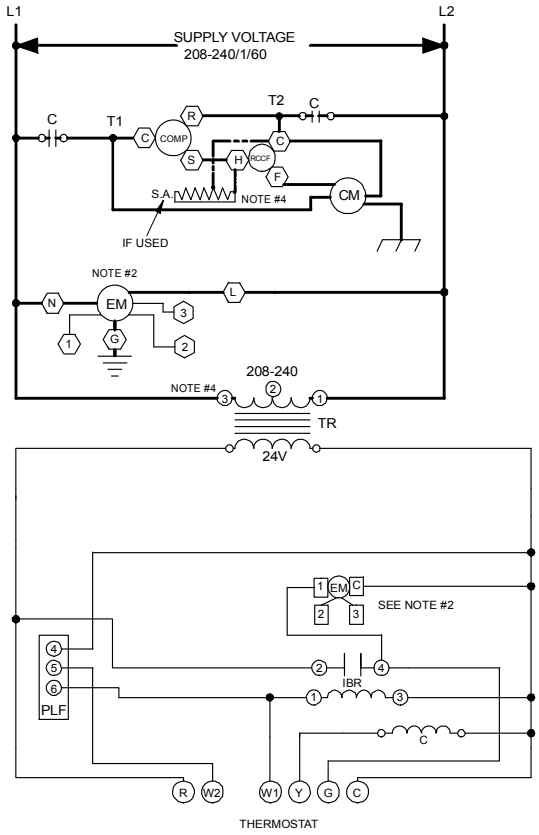 L1 L2
SUPPLY VOLTAGE
208-240/1/60
C T1 C COMP R T2 C
S H RCCF C
F CM
S.A. NOTE #4
IF USED
NOTE #2
N EM L
3
1 G 2
208-240
NOTE #4 3 2 1
TR
24V
1 EM C
SEE NOTE #2
2 3
4
5 2 4
IBR
6 1 3
PLF
C
R W2 W1 Y G C
THERMOSTAT